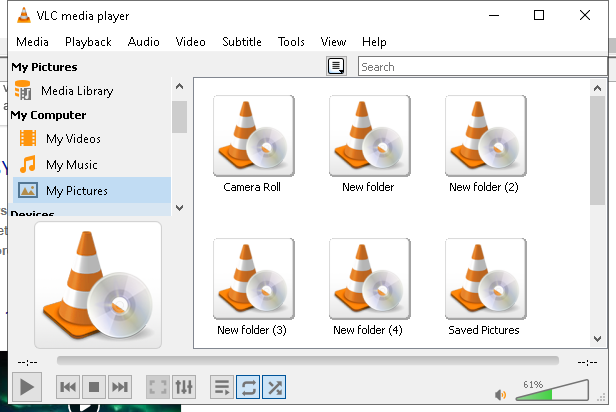 VLC media player
Media Playback Audio Video Subtitle Tools View Help
My Pictures
Search
Media Library
My Computer
My Videos
My Music
My Pictures
Devices
Camera Roll
New folder
New folder (2)
New folder (3)
New folder (4)
Saved Pictures
--:--
--:--
61%